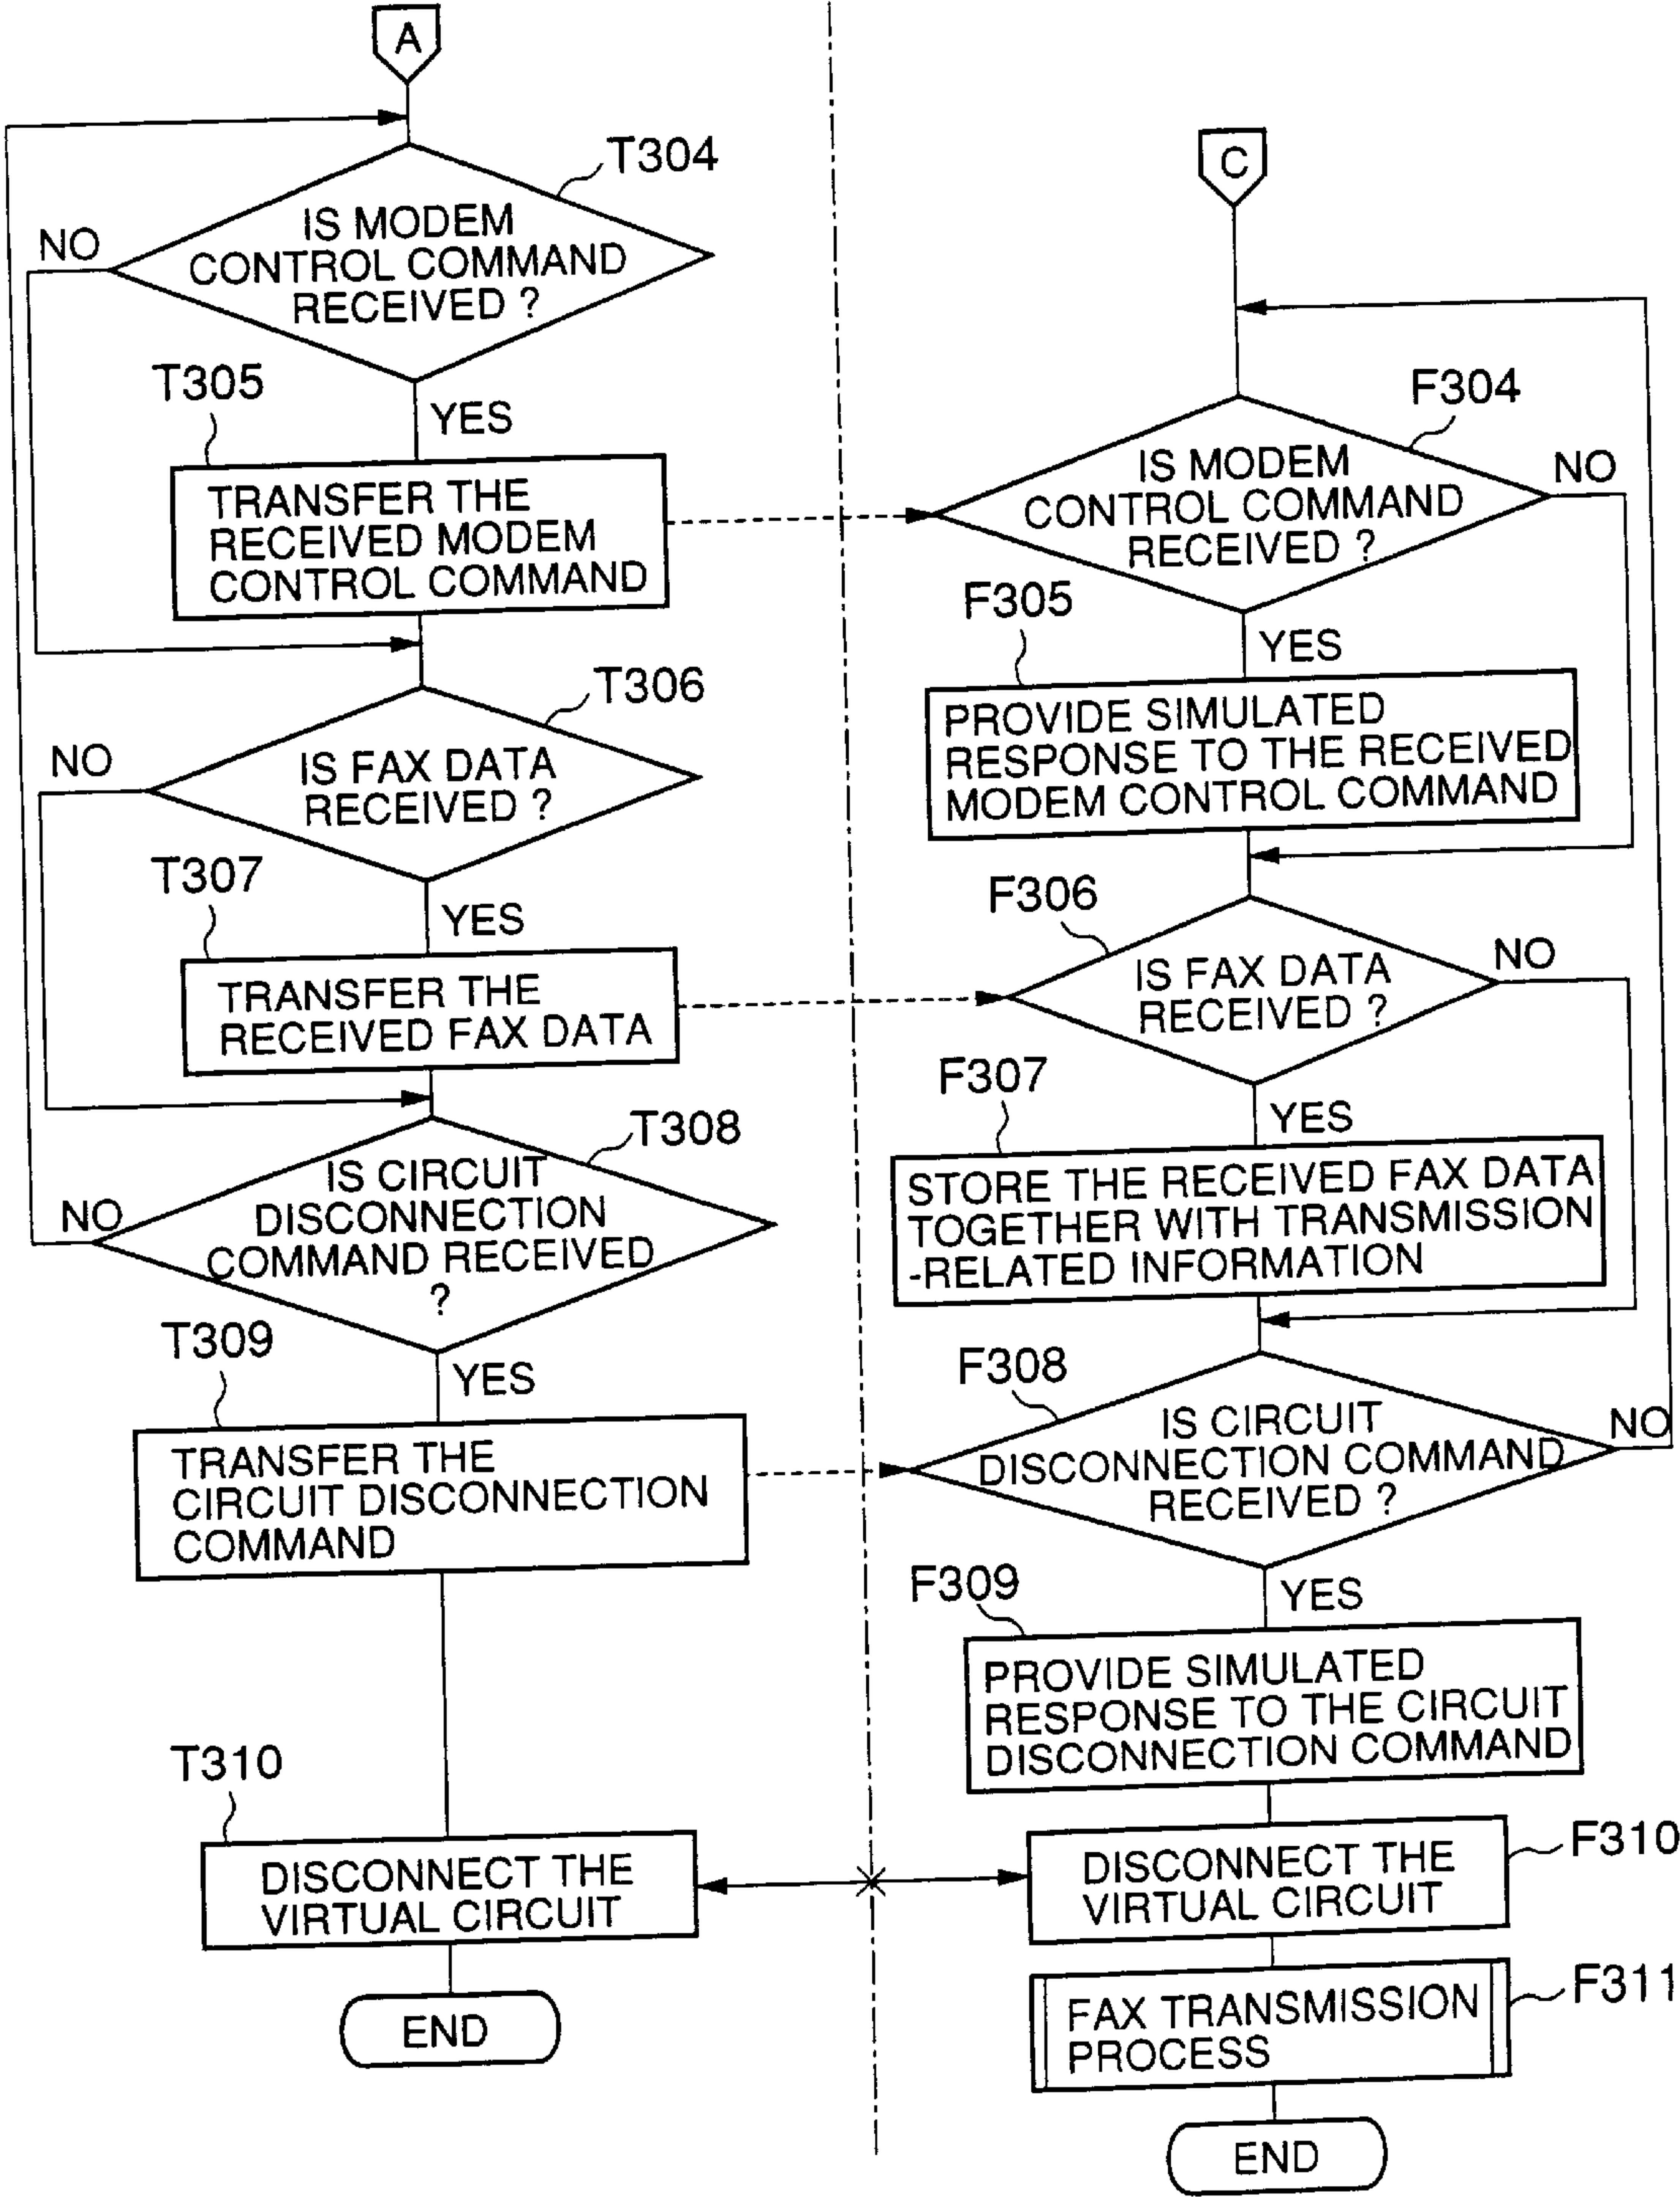 A
T304
IS MODEM
CONTROL COMMAND
RECEIVED ?
NO
YES
T305
TRANSFER THE
RECEIVED MODEM
CONTROL COMMAND
T306
IS FAX DATA
RECEIVED ?
NO
YES
T307
TRANSFER THE
RECEIVED FAX DATA
T308
IS CIRCUIT
DISCONNECTION
COMMAND RECEIVED
?
NO
YES
T309
TRANSFER THE
CIRCUIT DISCONNECTION
COMMAND
T310
DISCONNECT THE
VIRTUAL CIRCUIT
END
C
F304
IS MODEM
CONTROL COMMAND
RECEIVED ?
NO
YES
F305
PROVIDE SIMULATED
RESPONSE TO THE RECEIVED
MODEM CONTROL COMMAND
F306
IS FAX DATA
RECEIVED ?
NO
YES
F307
STORE THE RECEIVED FAX DATA
TOGETHER WITH TRANSMISSION
-RELATED INFORMATION
F308
IS CIRCUIT
DISCONNECTION COMMAND
RECEIVED ?
NO
YES
F309
PROVIDE SIMULATED
RESPONSE TO THE CIRCUIT
DISCONNECTION COMMAND
F310
DISCONNECT THE
VIRTUAL CIRCUIT
F311
FAX TRANSMISSION
PROCESS
END